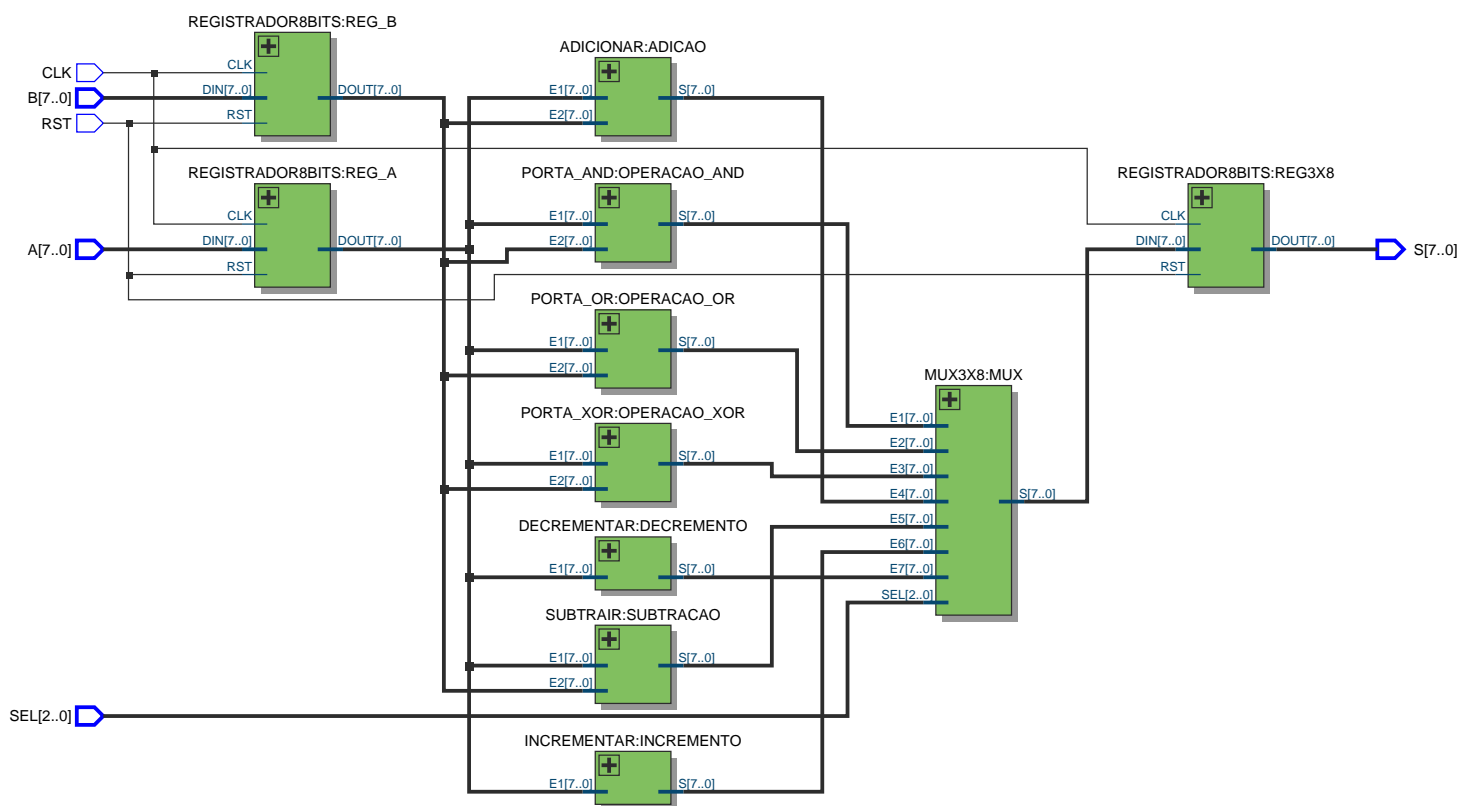 REGISTRADOR8BITS:REG_B
CLK
DIN[7..0]
RST
DOUT[7..0]
CLK
B[7..0]
RST
REGISTRADOR8BITS:REG_A
CLK
DIN[7..0]
RST
DOUT[7..0]
A[7..0]
ADICIONAR:ADICAO
E1[7..0]
E2[7..0]
S[7..0]
PORTA_AND:OPERACAO_AND
E1[7..0]
E2[7..0]
S[7..0]
PORTA_OR:OPERACAO_OR
E1[7..0]
E2[7..0]
S[7..0]
PORTA_XOR:OPERACAO_XOR
E1[7..0]
E2[7..0]
S[7..0]
DECREMENTAR:DECREMENTO
E1[7..0]
S[7..0]
SUBTRAIR:SUBTRACAO
E1[7..0]
E2[7..0]
S[7..0]
SEL[2..0]
INCREMENTAR:INCREMENTO
E1[7..0]
S[7..0]
MUX3X8:MUX
E1[7..0]
E2[7..0]
E3[7..0]
E4[7..0]
E5[7..0]
E6[7..0]
E7[7..0]
SEL[2..0]
S[7..0]
REGISTRADOR8BITS:REG3X8
CLK
DIN[7..0]
RST
DOUT[7..0]
S[7..0]